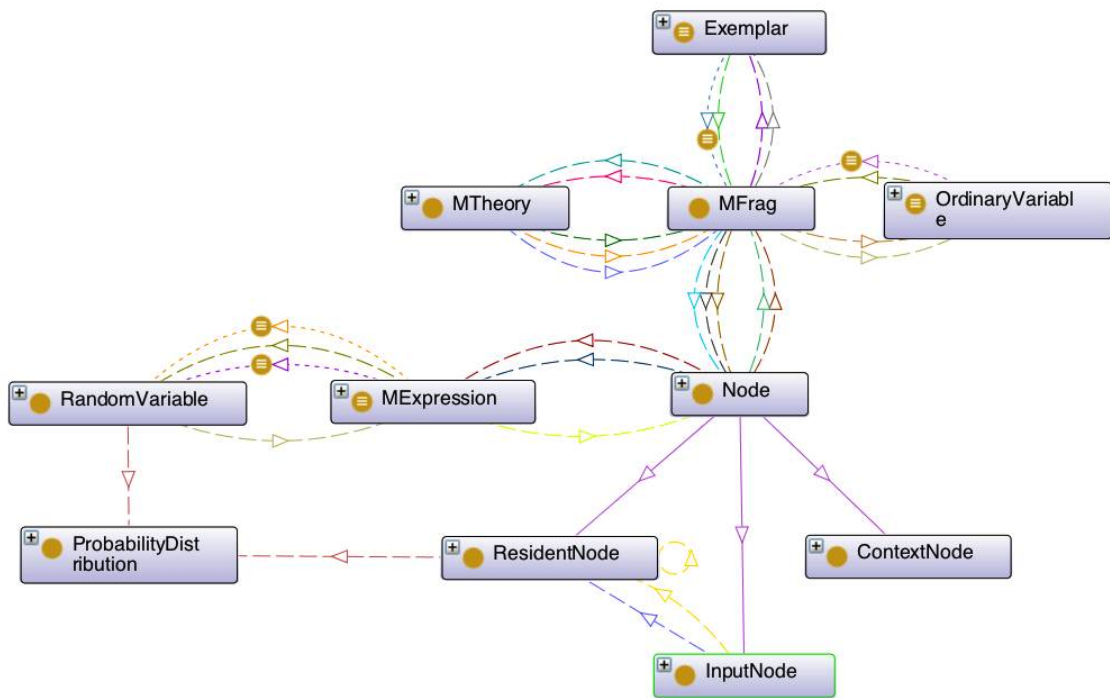 Exemplar
MTheory
MFrag
OrdinaryVariabl
e
RandomVariable
MExpression
Node
ProbabilityDist
ribution
ResidentNode
ContextNode
InputNode